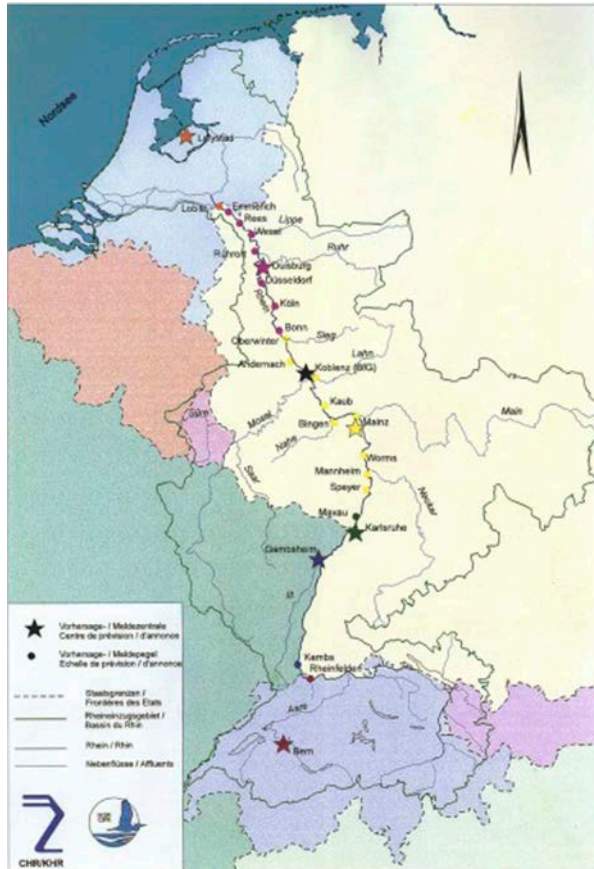 Nordsee
Lelystad
Lobith
Emmerich
Rees
Wesel
Lippe
Ruhrort
Ruhr
Duisburg
Düsseldorf
Rhein
Köln
Bonn
Sieg
Oberwinter
Lahn
Andernach
Koblenz (BfG)
Kaub
Mosel
Bingen
Mainz
Main
Nahe
Saar
Worms
Mannheim
Speyer
Neckar
Maxau
Karlsruhe
Gambsheim
Ill
Kembs
Rheinfelden
Aare
Bern
Vorhersage- / Meldezentrale
Centre de prévision / d'annonce
Vorhersage- / Meldepegel
Echelle de prévision / d'annonce
Staatsgrenzen /
Frontières des Etats
Rheineinzugsgebiet /
Bassin du Rhin
Rhein / Rhin
Nebenflüsse / Affluents
CHR/KHR